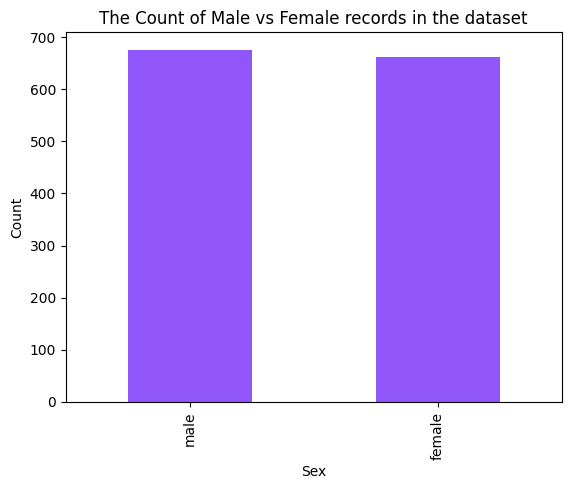 The Count of Male vs Female records in the dataset
700
600
500
400
300
200
100
0
Count
male
female
Sex